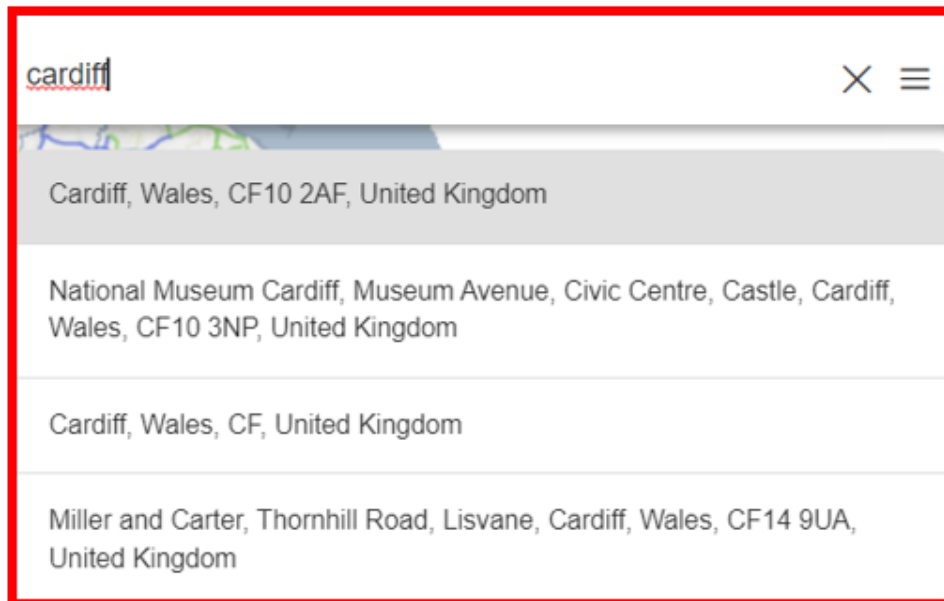 cardiff
Cardiff, Wales, CF10 2AF, United Kingdom
National Museum Cardiff, Museum Avenue, Civic Centre, Castle, Cardiff,
Wales, CF10 3NP, United Kingdom
Cardiff, Wales, CF, United Kingdom
Miller and Carter, Thornhill Road, Lisvane, Cardiff, Wales, CF14 9UA,
United Kingdom